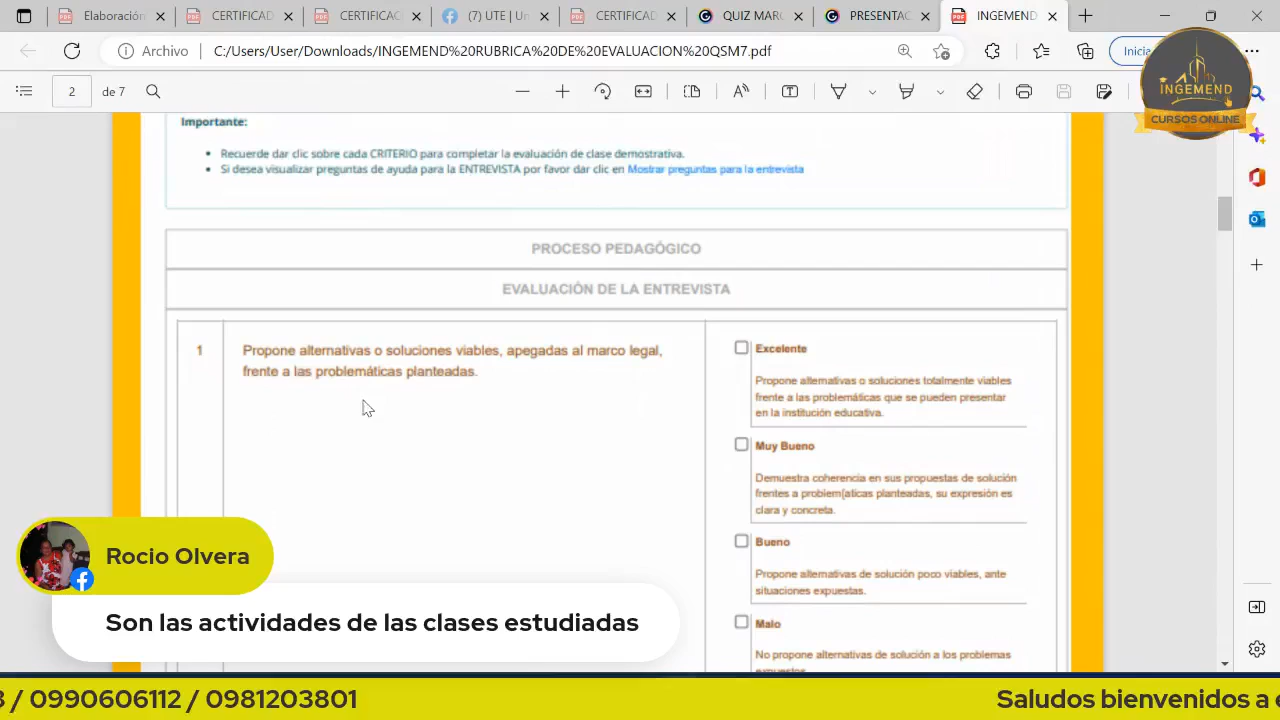 Elaboración
CERTIFICAD
CERTIFICAC
(7) UTE | Un
CERTIFICAD
QUIZ MAR
PRESENTAC
INGEMEND
Archivo
C:/Users/User/Downloads/INGEMEND%20RUBRICA%20DE%20EVALUACION%20QSM7.pdf
Inicia
2
de 7
INGEMEND
CURSOS ONLINE
Importante:
Recuerde dar clic sobre cada CRITERIO para completar la evaluación de clase demostrativa.
Si desea visualizar preguntas de ayuda para la ENTREVISTA por favor dar clic en Mostrar preguntas para la entrevista
PROCESO PEDAGÓGICO
EVALUACIÓN DE LA ENTREVISTA
1
Propone alternativas o soluciones viables, apegadas al marco legal,
frente a las problemáticas planteadas.
Excelente
Propone alternativas o soluciones totalmente viables
frente a las problemáticas que se pueden presentar
en la institución educativa.
Muy Bueno
Demuestra coherencia en sus propuestas de solución
frentes a problem{aticas planteadas, su expresión es
clara y concreta.
Bueno
Propone alternativas de solución poco viables, ante
situaciones expuestas.
Malo
No propone alternativas de solución a los problemas
expuestos.
Rocio Olvera
Son las actividades de las clases estudiadas
/ 0990606112 / 0981203801
Saludos bienvenidos a